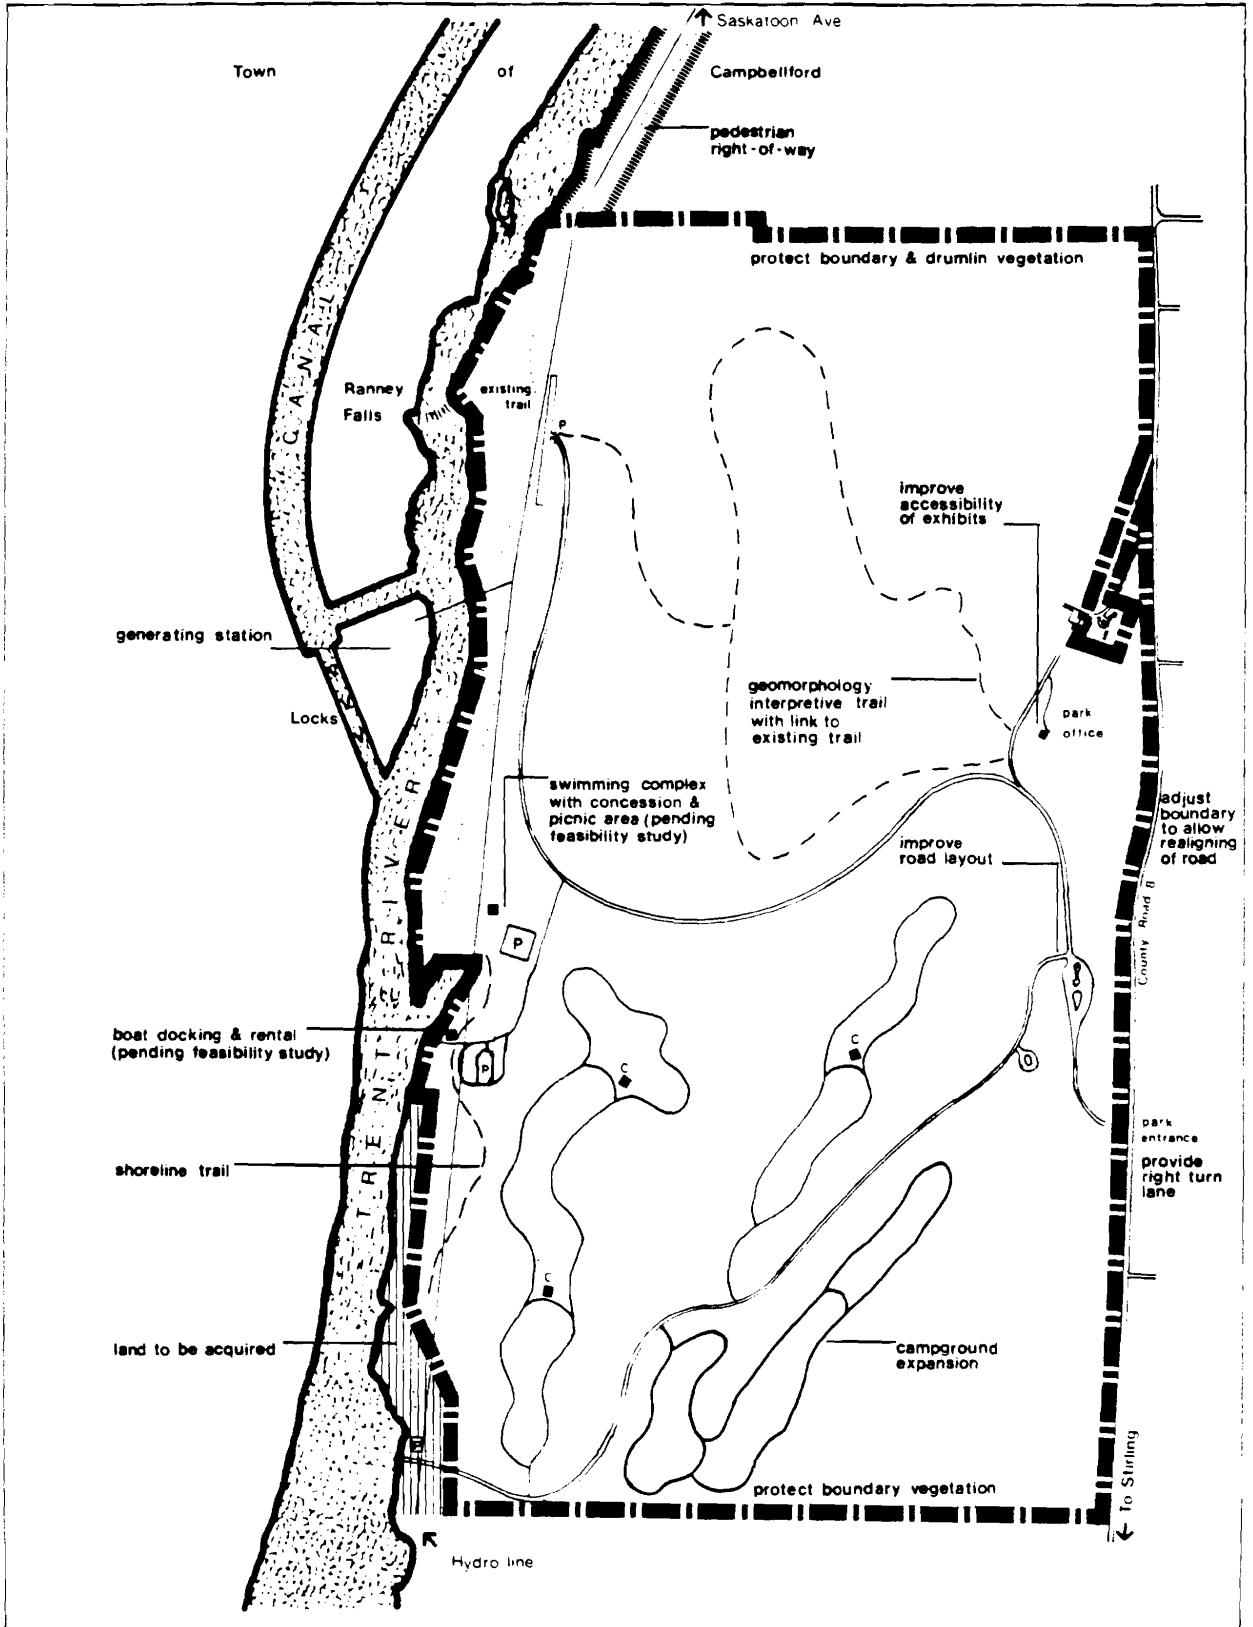 Saskatoon Ave
Town of Campbellford
pedestrian
right-of-way
protect boundary & drumlin vegetation
CANAL
Ranney
Falls
existing
trail
P
improve
accessibility
of exhibits
generating station
geomorphology
interpretive trail
with link to
existing trail
park
office
Locks
swimming complex
with concession &
picnic area (pending
feasibility study)
adjust
boundary
to allow
realigning
of road
improve
road layout
County Road 8
TRENT RIVER
P
boat docking & rental
(pending feasibility study)
P
C
C
park
entrance
provide
right turn
lane
shoreline trail
C
land to be acquired
campground
expansion
protect boundary vegetation
To Stirling
Hydro line